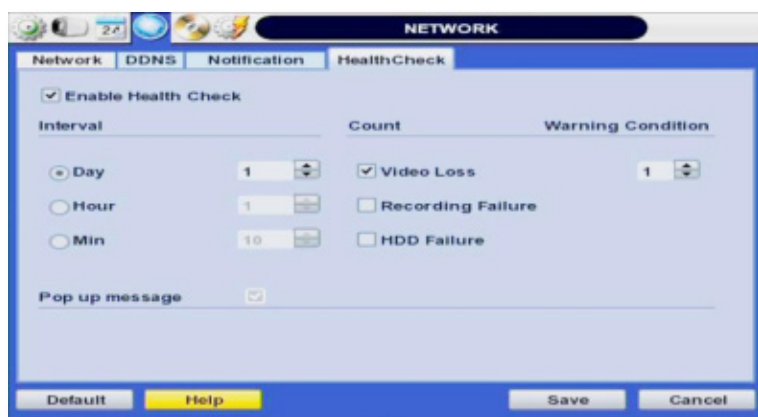 NETWORK
Network DDNS Notification HealthCheck
Enable Health Check
Interval Count Warning Condition
Day 1 Video Loss 1
Hour 1 Recording Failure
Min 10 HDD Failure
Pop up message
Default Help Save Cancel